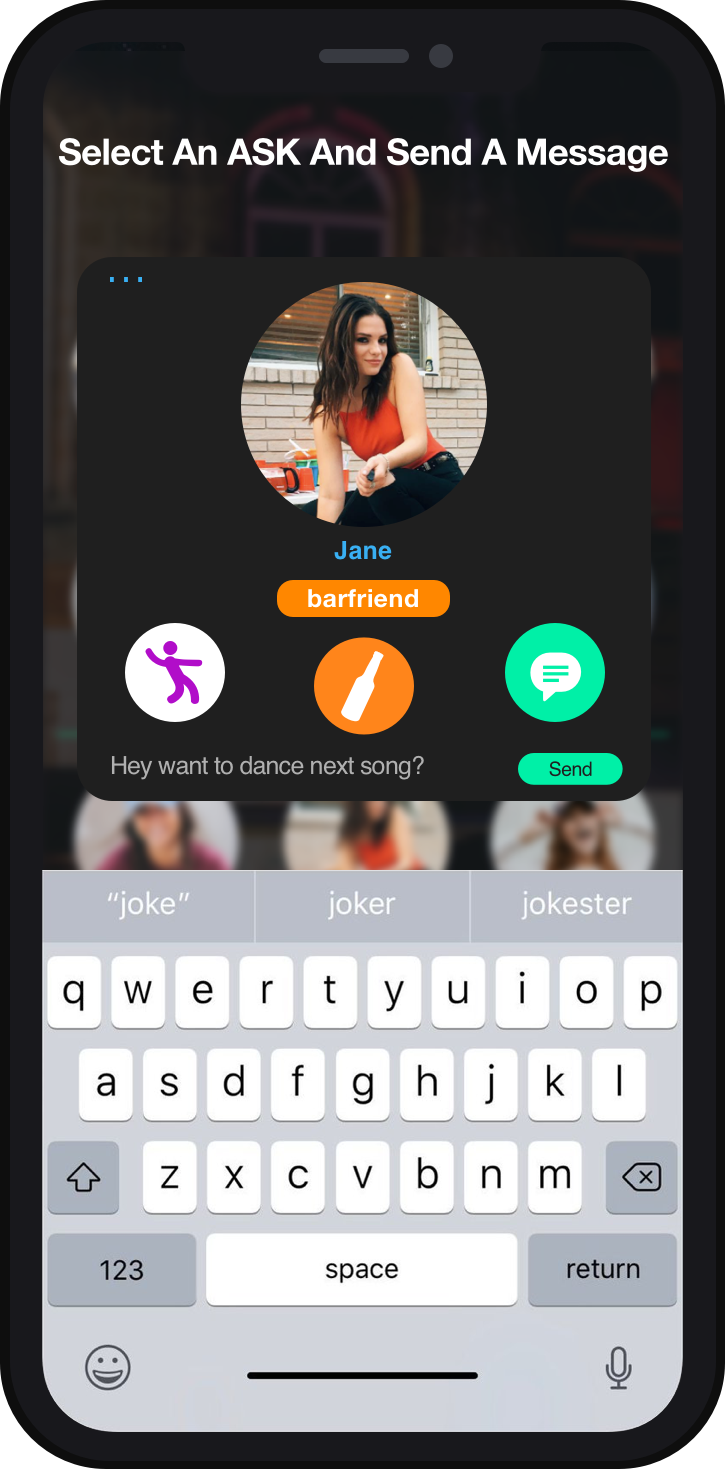 Select An ASK And Send A Message
...
Jane
barfriend
Hey want to dance next song?
Send
“joke”
joker
jokester
q w e r t y u i o p
a s d f g h j k l
z x c v b n m
123
space
return